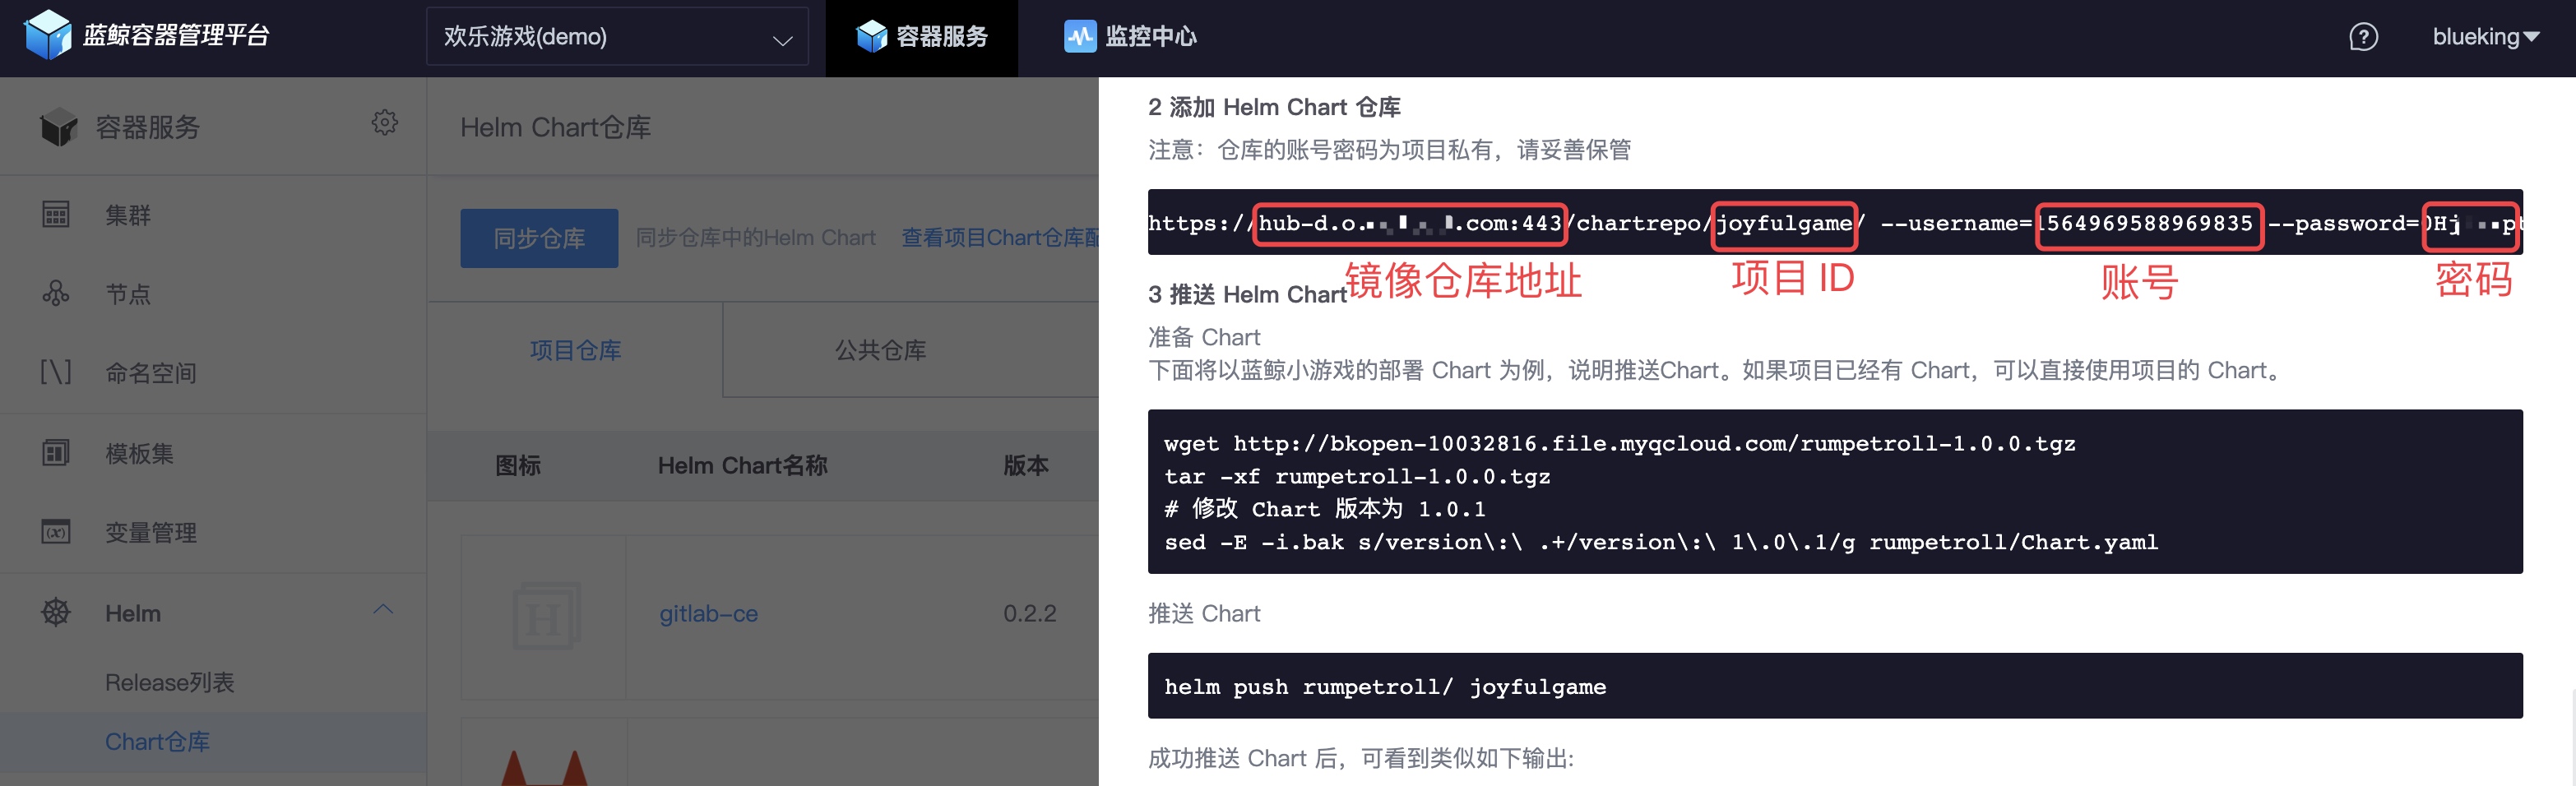 蓝鲸容器管理平台
欢乐游戏(demo)
容器服务
监控中心
blueking
容器服务
集群
节点
命名空间
模板集
变量管理
Helm
Release列表
Chart仓库
Helm Chart仓库
同步仓库
同步仓库中的Helm Chart
查看项目Chart仓库配
项目仓库
公共仓库
图标 Helm Chart名称 版本
gitlab-ce 0.2.2
2 添加 Helm Chart 仓库
注意：仓库的账号密码为项目私有，请妥善保管
https://hub-d.o. .com:443/chartrepo/joyfulgame/ --username=1564969588969835 --password=0Hj
镜像仓库地址 项目 ID 账号 密码
3 推送 Helm Chart
准备 Chart
下面将以蓝鲸小游戏的部署 Chart 为例，说明推送Chart。如果项目已经有 Chart，可以直接使用项目的 Chart。
wget http://bkopen-10032816.file.myqcloud.com/rumpetroll-1.0.0.tgz
tar -xf rumpetroll-1.0.0.tgz
# 修改 Chart 版本为 1.0.1
sed -E -i.bak s/version\:\ .+/version\:\ 1\.0\.1/g rumpetroll/Chart.yaml
推送 Chart
helm push rumpetroll/ joyfulgame
成功推送 Chart 后，可看到类似如下输出: